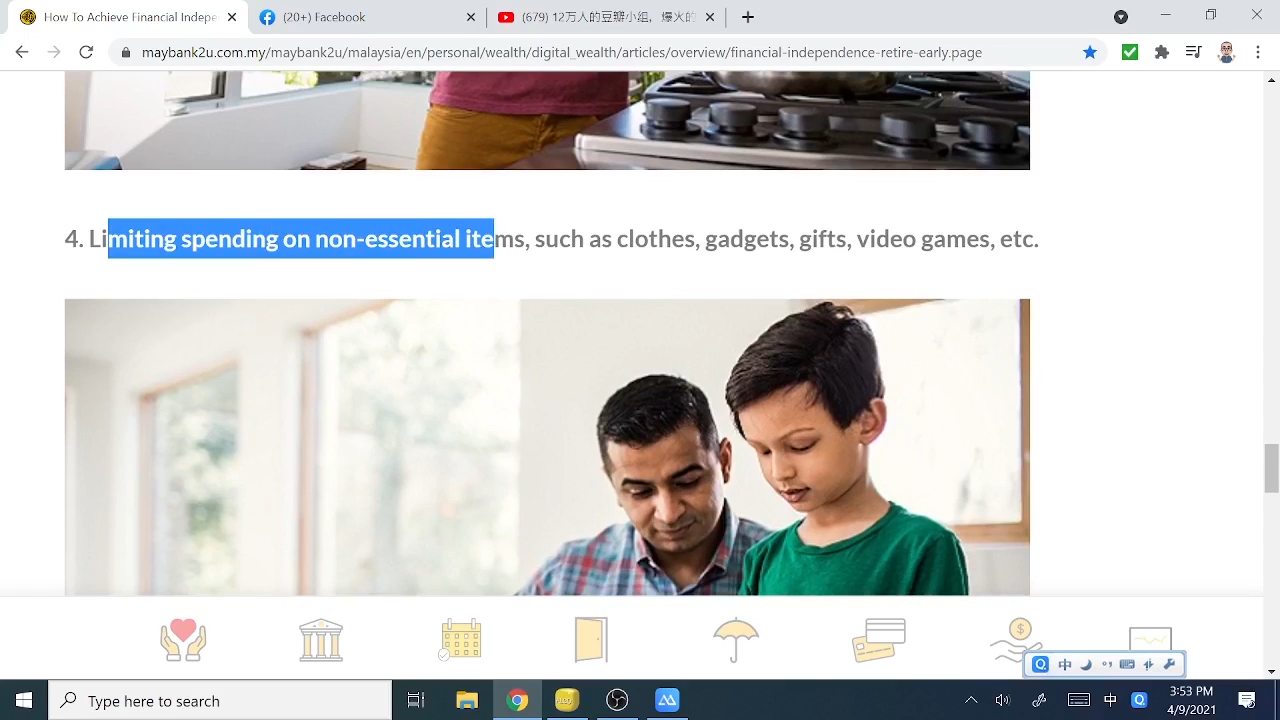 How To Achieve Financial Indepe
(20+) Facebook
(679) 12万人的豆瓣小组，爆火的
maybank2u.com.my/maybank2u/malaysia/en/personal/wealth/digital_wealth/articles/overview/financial-independence-retire-early.page
4. Limiting spending on non-essential items, such as clothes, gadgets, gifts, video games, etc.
中
Type here to search
中
3:53 PM
4/9/2021